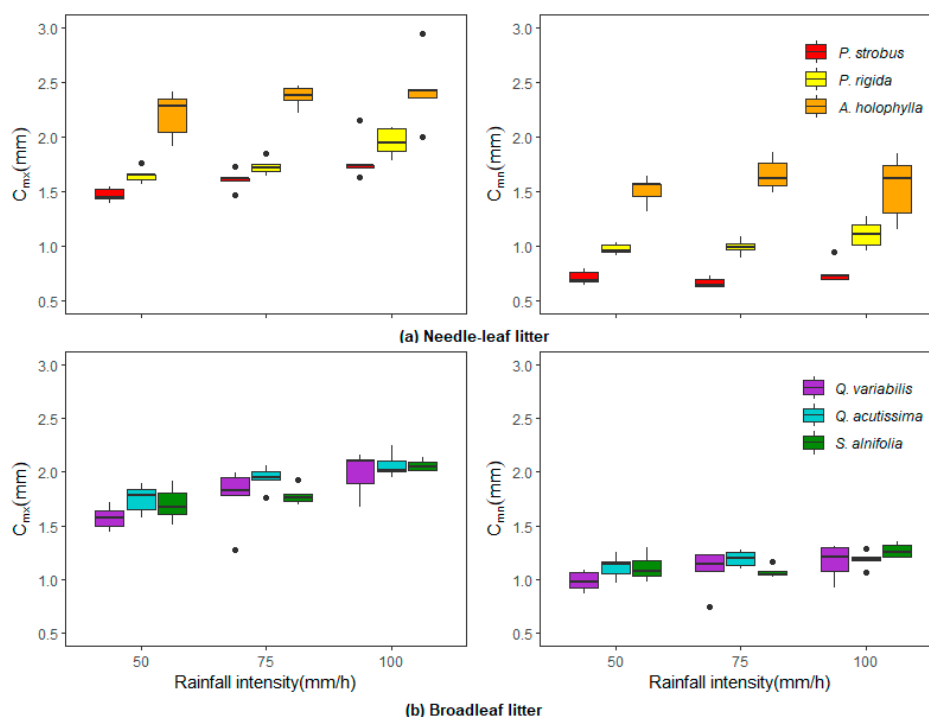 3.0
2.5
2.0
1.5
1.0
0.5
Cmx(mm)
3.0
2.5
2.0
1.5
1.0
0.5
Cmn(mm)
P. strobus
P. rigida
A. holophylla
(a) Needle-leaf litter
3.0
2.5
2.0
1.5
1.0
0.5
Cmx(mm)
50 75 100
Rainfall intensity(mm/h)
3.0
2.5
2.0
1.5
1.0
0.5
Cmn(mm)
Q. variabilis
Q. acutissima
S. alnifolia
50 75 100
Rainfall intensity(mm/h)
(b) Broadleaf litter